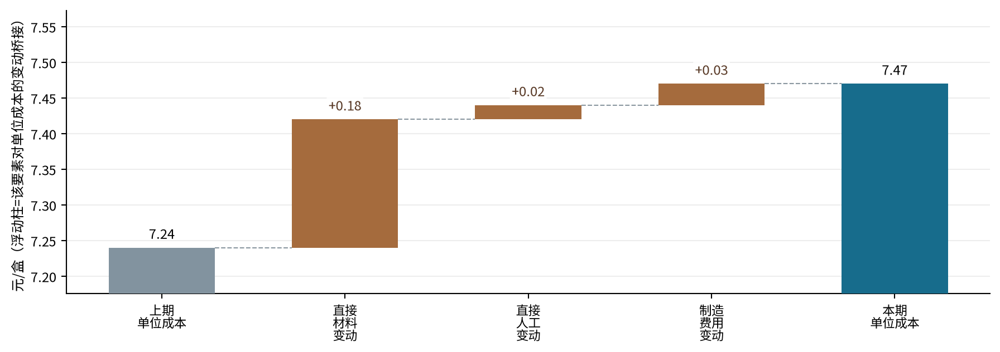 元/盒（浮动柱=该要素对单位成本的变动桥接）
7.55
7.50
7.45
7.40
7.35
7.30
7.25
7.20
7.24
+0.18
+0.02
+0.03
7.47
上期
单位成本
直接
材料
变动
直接
人工
变动
制造
费用
变动
本期
单位成本